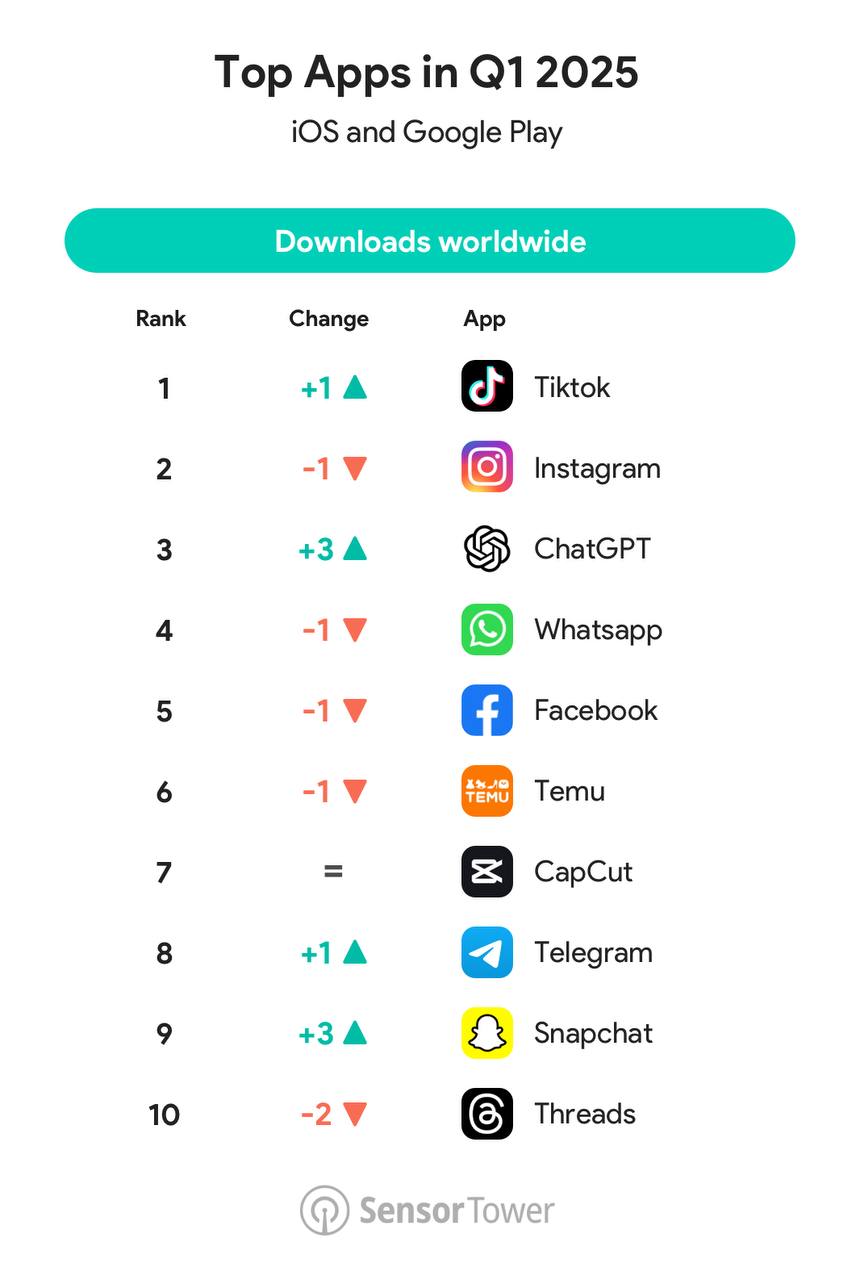 Top Apps in Q1 2025
iOS and Google Play
Downloads worldwide
Rank Change App
1 +1 ▲ Tiktok
2 -1 ▼ Instagram
3 +3 ▲ ChatGPT
4 -1 ▼ Whatsapp
5 -1 ▼ Facebook
6 -1 ▼ TEMU Temu
7 = CapCut
8 +1 ▲ Telegram
9 +3 ▲ Snapchat
10 -2 ▼ Threads
SensorTower